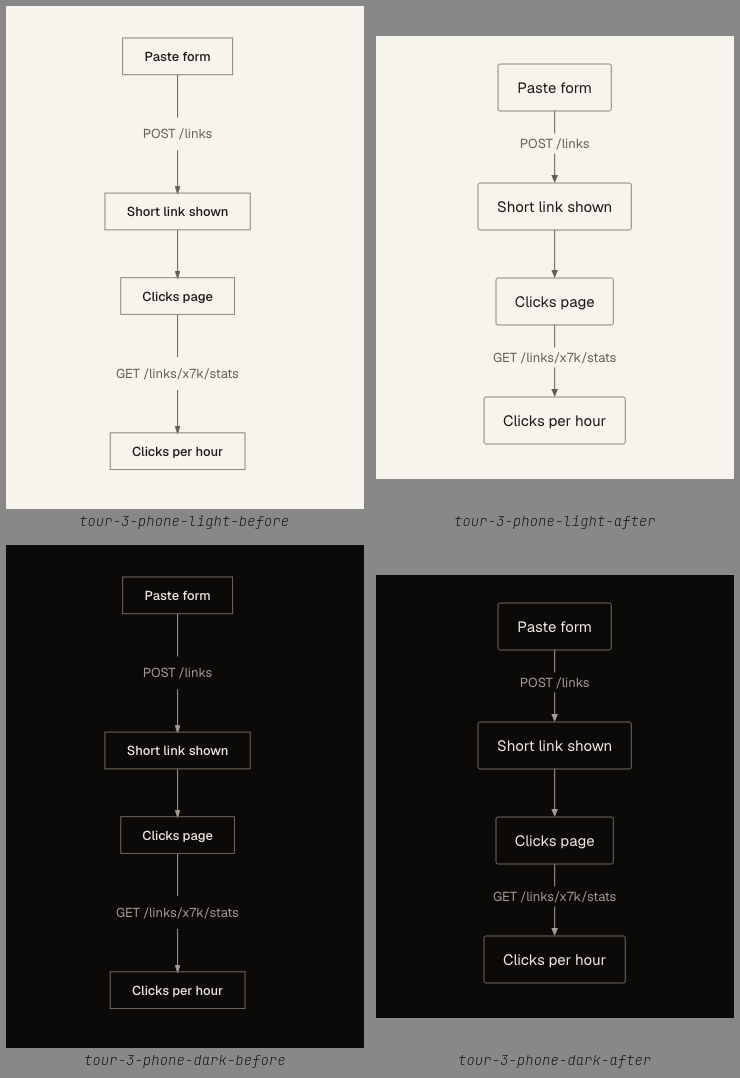 Paste form
POST /links
Short link shown
Clicks page
GET /links/x7k/stats
Clicks per hour
tour-3-phone-light-before
Paste form
POST /links
Short link shown
Clicks page
GET /links/x7k/stats
Clicks per hour
tour-3-phone-light-after
Paste form
POST /links
Short link shown
Clicks page
GET /links/x7k/stats
Clicks per hour
tour-3-phone-dark-before
Paste form
POST /links
Short link shown
Clicks page
GET /links/x7k/stats
Clicks per hour
tour-3-phone-dark-after